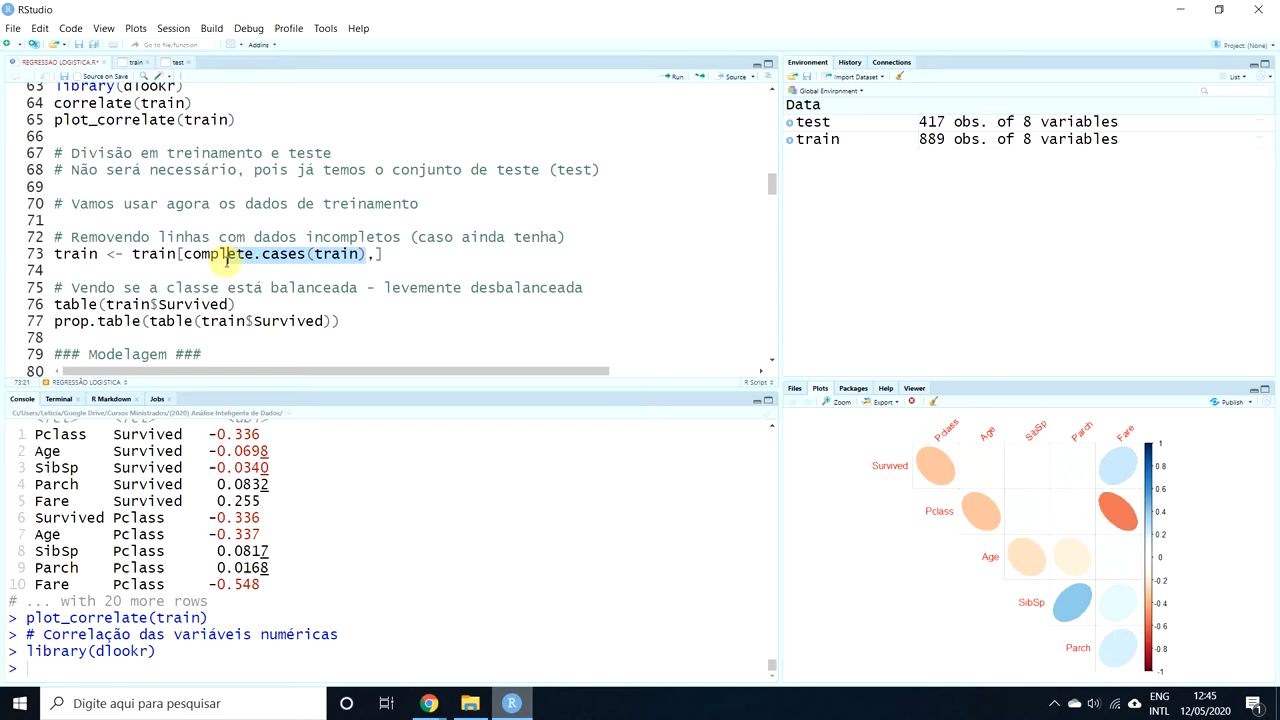 RStudio
File Edit Code View Plots Session Build Debug Profile Tools Help
Go to file/function Addins Project: (None)
REGRESSÃO LOGISTICA.R* train test
Source on Save Run Source
63 library(dlookr)
64 correlate(train)
65 plot_correlate(train)
66
67 # Divisão em treinamento e teste
68 # Não será necessário, pois já temos o conjunto de teste (test)
69
70 # Vamos usar agora os dados de treinamento
71
72 # Removendo linhas com dados incompletos (caso ainda tenha)
73 train <- train[complete.cases(train),]
74
75 # Vendo se a classe está balanceada - levemente desbalanceada
76 table(train$Survived)
77 prop.table(table(train$Survived))
78
79 ### Modelagem ###
80
73:21 REGRESSÃO LOGISTICA R Script
Console Terminal R Markdown Jobs
C:/Users/Leticia/Google Drive/Cursos Ministrados/(2020) Análise Inteligente de Dados/
1 Pclass Survived -0.336
2 Age Survived -0.0698
3 SibSp Survived -0.0340
4 Parch Survived 0.0832
5 Fare Survived 0.255
6 Survived Pclass -0.336
7 Age Pclass -0.337
8 SibSp Pclass 0.0817
9 Parch Pclass 0.0168
10 Fare Pclass -0.548
# ... with 20 more rows
> plot_correlate(train)
> # Correlação das variáveis numéricas
> library(dlookr)
>
Environment History Connections
Import Dataset List
Global Environment
Data
test 417 obs. of 8 variables
train 889 obs. of 8 variables
Files Plots Packages Help Viewer
Zoom Export Publish
Pclass Age SibSp Parch Fare
Survived
Pclass
Age
SibSp
Parch
1
0.8
0.6
0.4
0.2
0
-0.2
-0.4
-0.6
-0.8
-1
Digite aqui para pesquisar
ENG
INTL
12:45
12/05/2020
1